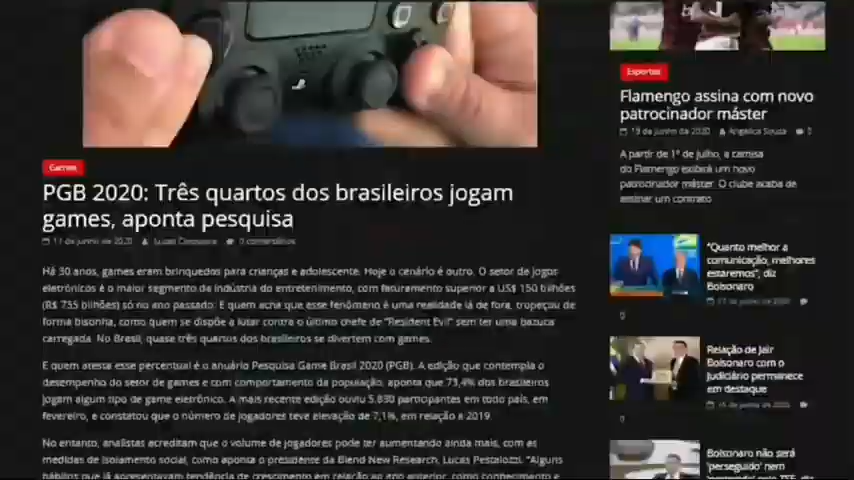 Games
PGB 2020: Três quartos dos brasileiros jogam
games, aponta pesquisa
11 de junho de 2020
0 comentários
Há 30 anos, games eram brinquedos para crianças e adolescente. Hoje o cenário é outro. O setor de jogos
eletrônicos é o maior segmento da indústria do entretenimento, com faturamento superior a US$ 150 bilhões
(R$ 735 bilhões) só no ano passado. E quem acha que esse fenômeno é uma realidade lá de fora, tropeçou de
forma bisonha, como quem se dispõe a lutar contra o último chefe de "Resident Evil" sem ter uma bazuca
carregada. No Brasil, quase três quartos dos brasileiros se divertem com games.
E quem atesta esse percentual é o anuário Pesquisa Game Brasil 2020 (PGB). A edição que contempla o
desempenho do setor de games e com comportamento da população, aponta que 73,4% dos brasileiros
jogam algum tipo de game eletrônico. A mais recente edição ouviu 5.830 participantes em todo país, em
fevereiro, e constatou que o número de jogadores teve elevação de 7,1%, em relação a 2019.
No entanto, analistas acreditam que o volume de jogadores pode ter aumentando ainda mais, com as
medidas de isolamento social, como aponta o presidente da Blend New Research, Lucas Pestalozzi. "Alguns
hábitos que já apresentavam tendência de crescimento em relação ao ano anterior, como conhecimento e
Esportes
Flamengo assina com novo
patrocinador máster
19 de junho de 2020 Angelica Souza 0
A partir de 1º de julho, a camisa
do Flamengo exibirá um novo
patrocinador máster. O clube acaba de
assinar um contrato
"Quanto melhor a
comunicação, melhores
estaremos", diz
Bolsonaro
17 de junho de 2020
0
Relação de Jair
Bolsonaro com o
Judiciário permanece
em destaque
de junho de 2020
0
Bolsonaro não será
'perseguido' nem